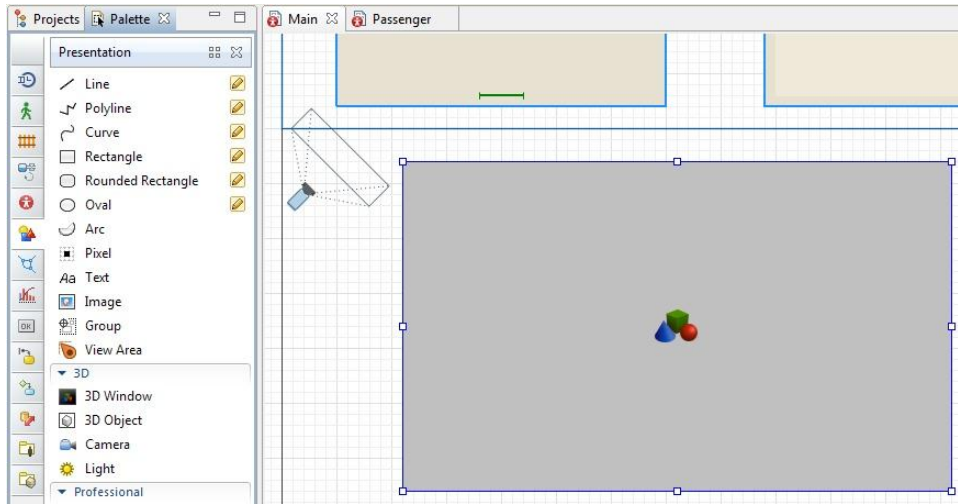 Projects Palette
Main Passenger
Presentation
Line
Polyline
Curve
Rectangle
Rounded Rectangle
Oval
Arc
Pixel
Aa Text
Image
Group
View Area
3D
3D Window
3D Object
Camera
Light
Professional
OK